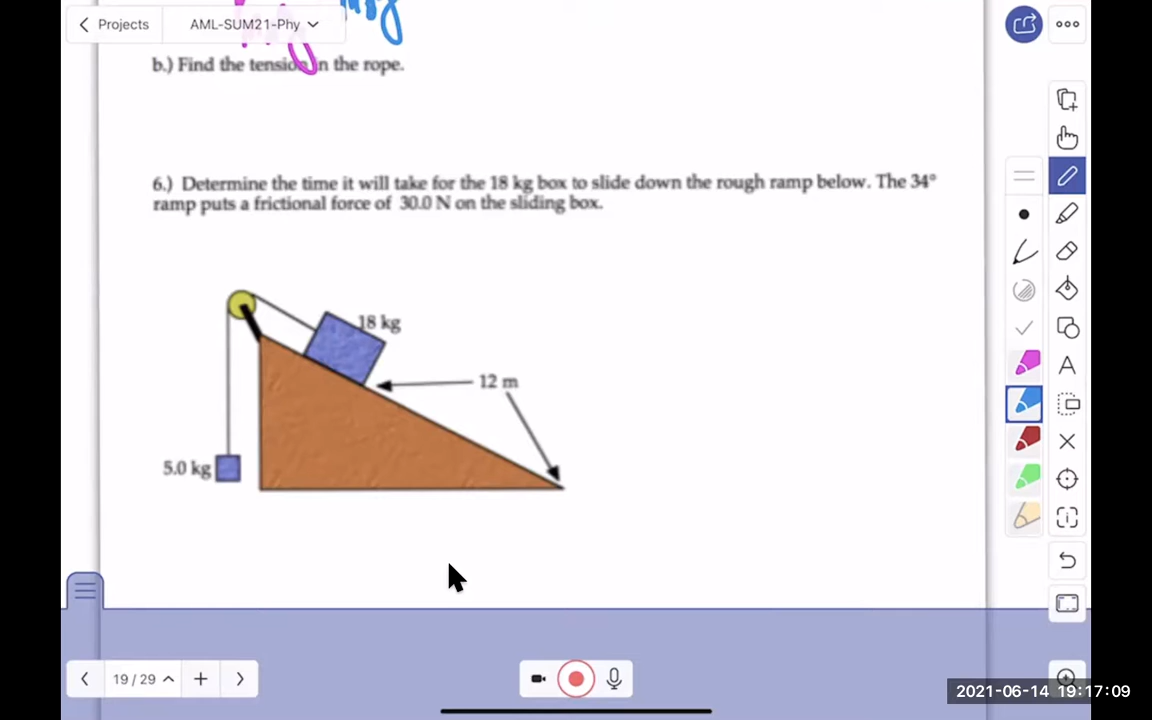 Projects
AML-SUM21-Phy
b.) Find the tension in the rope.
6.) Determine the time it will take for the 18 kg box to slide down the rough ramp below. The 34°
ramp puts a frictional force of 30.0 N on the sliding box.
18 kg
12 m
5.0 kg
A
19 / 29
2021-06-14 19:17:09